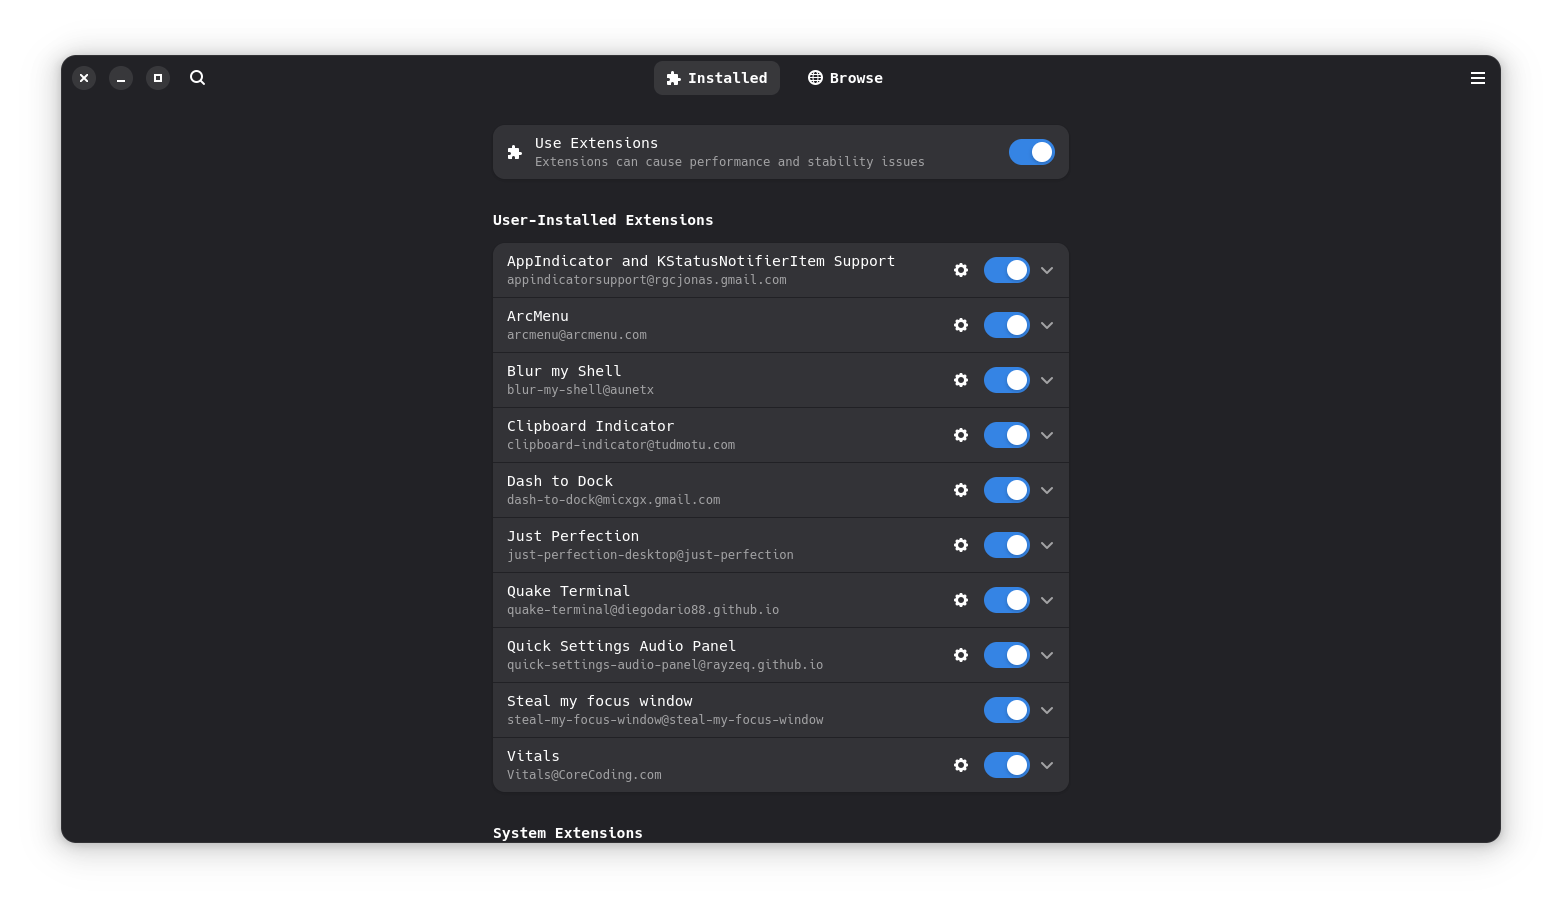 Installed
Browse
Use Extensions
Extensions can cause performance and stability issues
User-Installed Extensions
AppIndicator and KStatusNotifierItem Support
appindicatorsupport@rgcjonas.gmail.com
ArcMenu
arcmenu@arcmenu.com
Blur my Shell
blur-my-shell@aunetx
Clipboard Indicator
clipboard-indicator@tudmotu.com
Dash to Dock
dash-to-dock@micxgx.gmail.com
Just Perfection
just-perfection-desktop@just-perfection
Quake Terminal
quake-terminal@diegodario88.github.io
Quick Settings Audio Panel
quick-settings-audio-panel@rayzeq.github.io
Steal my focus window
steal-my-focus-window@steal-my-focus-window
Vitals
Vitals@CoreCoding.com
System Extensions